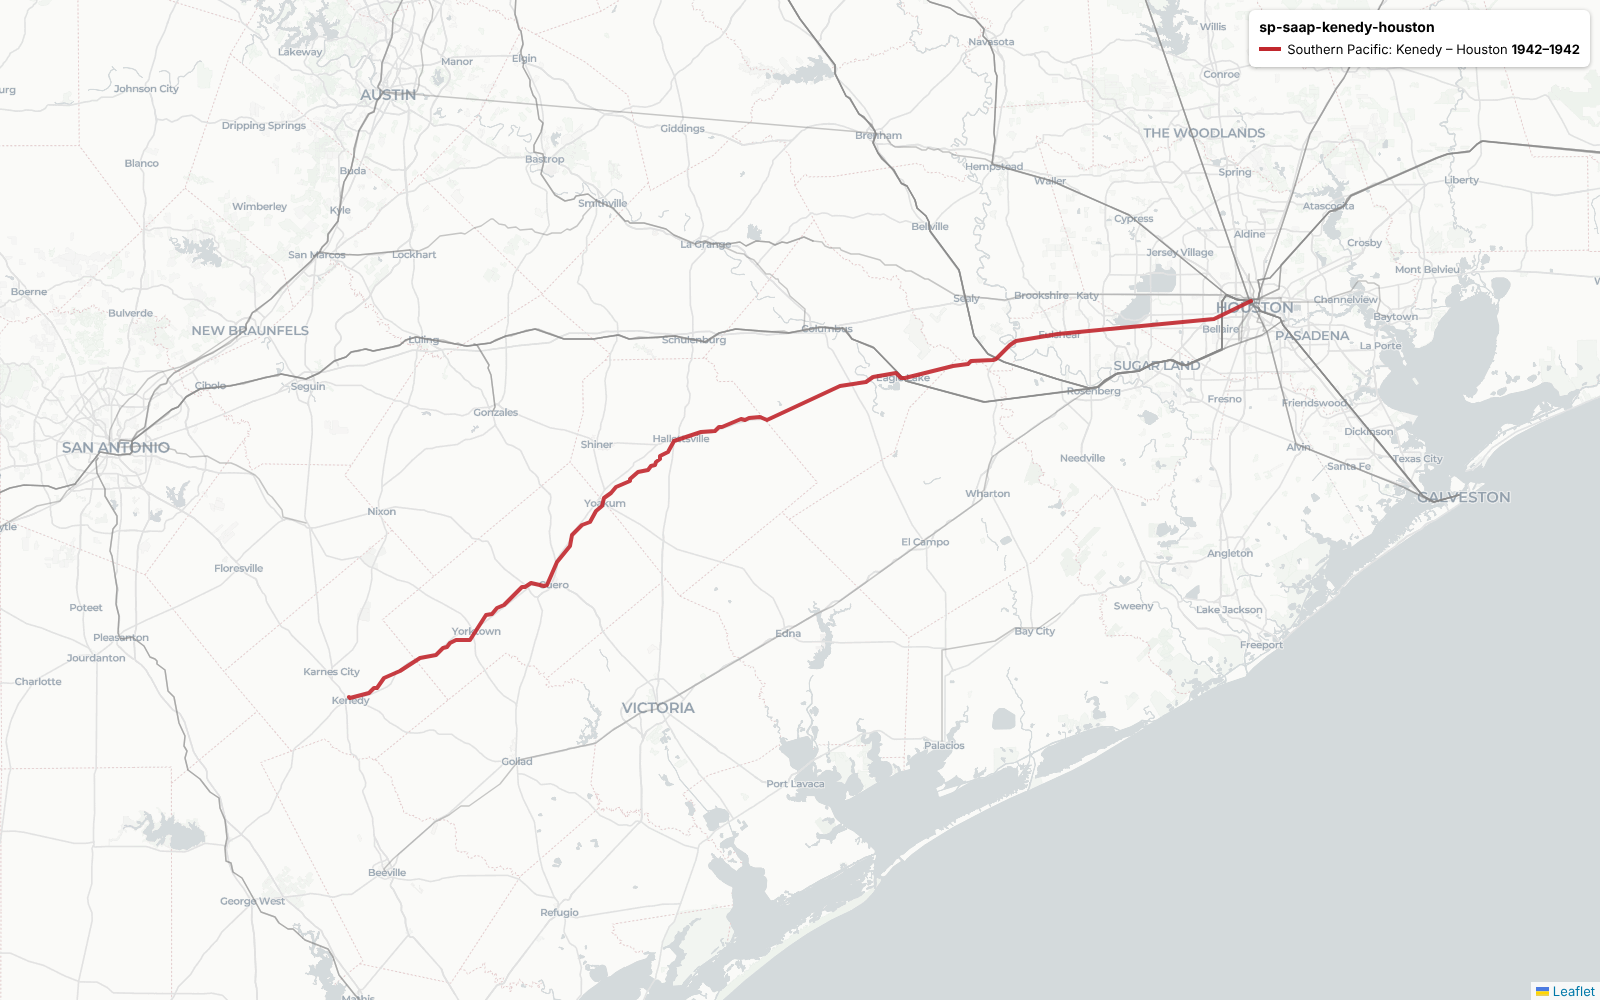 sp-saap-kenedy-houston
Southern Pacific: Kenedy – Houston 1942–1942
Willis
Navasota
Lakeway
Manor
Elgin
Conroe
Johnson City
AUSTIN
Dripping Springs
Giddings
Brenham
THE WOODLANDS
Blanco
Bastrop
Buda
Hempstead
Waller
Spring
Liberty
Wimberley
Kyle
Smithville
Atascocita
Cypress
Bellville
Aldine
La Grange
Crosby
San Marcos
Lockhart
Jersey Village
Mont Belvieu
Boerne
Sealy
Brookshire
Katy
Channelview
HOUSTON
Bulverde
Baytown
NEW BRAUNFELS
Columbus
Bellaire
Fulshear
PASADENA
Luling
Schulenburg
La Porte
SUGAR LAND
Cibolo
Seguin
Eagle Lake
Rosenberg
Fresno
Friendswood
Gonzales
Dickinson
SAN ANTONIO
Shiner
Hallettsville
Alvin
Needville
Texas City
Santa Fe
Wharton
GALVESTON
Yoakum
Nixon
El Campo
Angleton
Floresville
Cuero
Poteet
Sweeny
Lake Jackson
Pleasanton
Yorktown
Edna
Bay City
Freeport
Jourdanton
Karnes City
Charlotte
Kenedy
VICTORIA
Palacios
Goliad
Port Lavaca
Beeville
George West
Refugio
Mathis
Leaflet